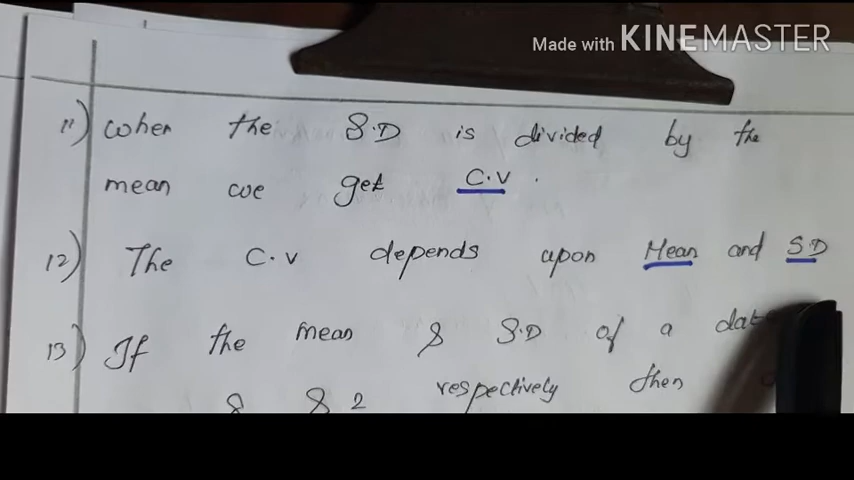 Made with KINEMASTER
11) When the S.D is divided by the
mean we get C.V .
12) The C.V depends upon Mean and S.D
13) If the mean & S.D of a
& 2 respectively then